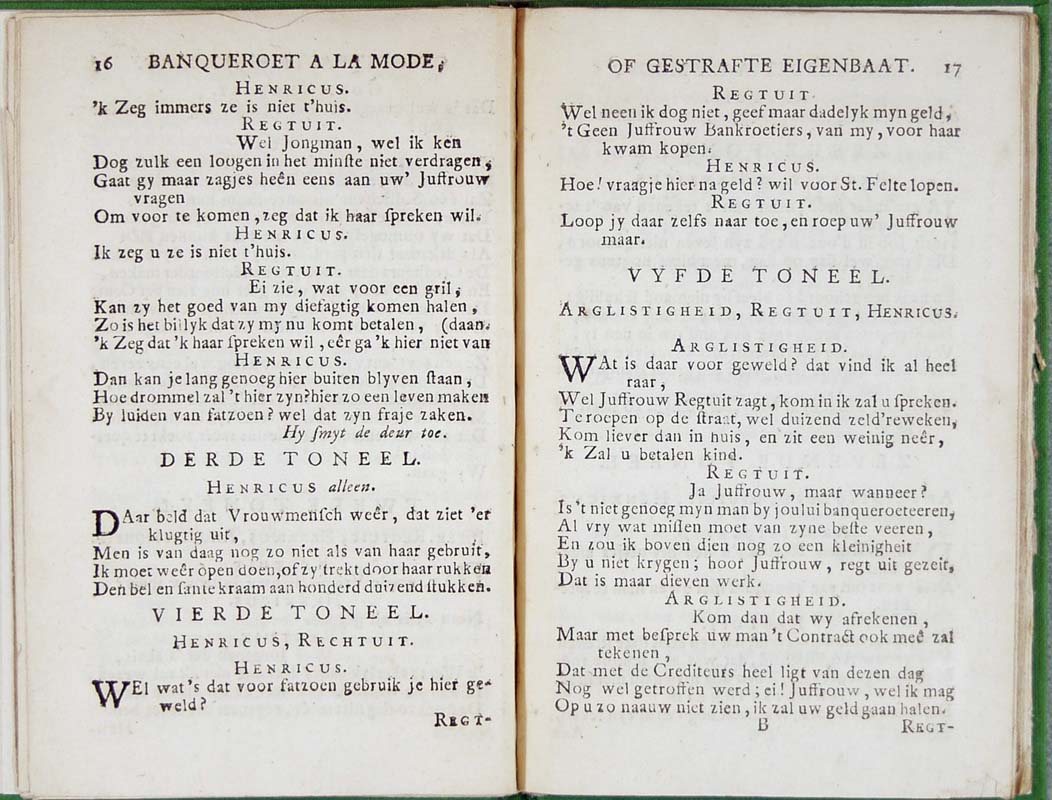 16 BANQUEROET A LA MODE,
HENRICUS.
'k Zeg immers ze is niet t'huis.
REGTUIT.
Wel Jongman, wel ik ken
Dog zulk een loogen in het minſte niet verdragen,
Gaat gy maar zagjes heên eens aan uw' Juffrouw
vragen
Om voor te komen, zeg dat ik haar ſpreken wil.
HENRICUS.
Ik zeg u ze is niet t'huis.
REGTUIT.
Ei zie, wat voor een gril,
Kan zy het goed van my diefagtig komen halen,
Zo is het billyk dat zy my nu komt betalen, (daan.
'k Zeg dat 'k haar ſpreken wil, eêr ga 'k hier niet van
HENRICUS.
Dan kan je lang genoeg hier buiten blyven ſtaan,
Hoe drommel zal 't hier zyn? hier zo een leven maken
By luiden van fatzoen? wel dat zyn fraje zaken.
Hy ſmyt de deur toe.
DERDE TONEEL.
HENRICUS alleen.
DAar beld dat Vrouwmenſch weêr, dat ziet 'er
klugtig uit,
Men is van daag nog zo niet als van haar gebruit,
Ik moet weêr open doen, of zy trekt door haar rukken
Den bel en ſante kraam aan honderd duizend ſtukken.
VIERDE TONEEL.
HENRICUS, RECHTUIT.
HENRICUS.
WEl wat's dat voor fatzoen gebruik je hier ge-
weld?
REGT-
OF GESTRAFTE EIGENBAAT. 17
REGTUIT
Wel neen ik dog niet, geef maar dadelyk myn geld,
't Geen Juffrouw Bankroetiers, van my, voor haar
kwam kopen.
HENRICUS.
Hoe! vraagje hier na geld? wil voor St. Felte lopen.
REGTUIT.
Loop jy daar zelfs naar toe, en roep uw' Juffrouw
maar.
VYFDE TONEEL.
ARGLISTIGHEID, REGTUIT, HENRICUS.
ARGLISTIGHEID.
WAt is daar voor geweld? dat vind ik al heel
raar,
Wel Juffrouw Regtuit zagt, kom in ik zal u ſpreken.
Te roepen op de ſtraat, wel duizend zeld'reweken,
Kom liever dan in huis, en zit een weinig neêr,
'k Zal u betalen kind.
REGTUIT.
Ja Juffrouw, maar wanneer?
Is 't niet genoeg myn man by joului banqueroeteeren,
Al vry wat miſſen moet van zyne beſte veeren,
En zou ik boven dien nog zo een kleinigheit
By u niet krygen; hoor Juffrouw, regt uit gezeit,
Dat is maar dieven werk.
ARGLISTIGHEID.
Kom dan dat wy afrekenen,
Maar met beſprek uw man 't Contract ook meê zal
tekenen,
Dat met de Crediteurs heel ligt van dezen dag
Nog wel getroffen werd; ei! Juffrouw, wel ik mag
Op u zo naauw niet zien, ik zal uw geld gaan halen.
B REGT-